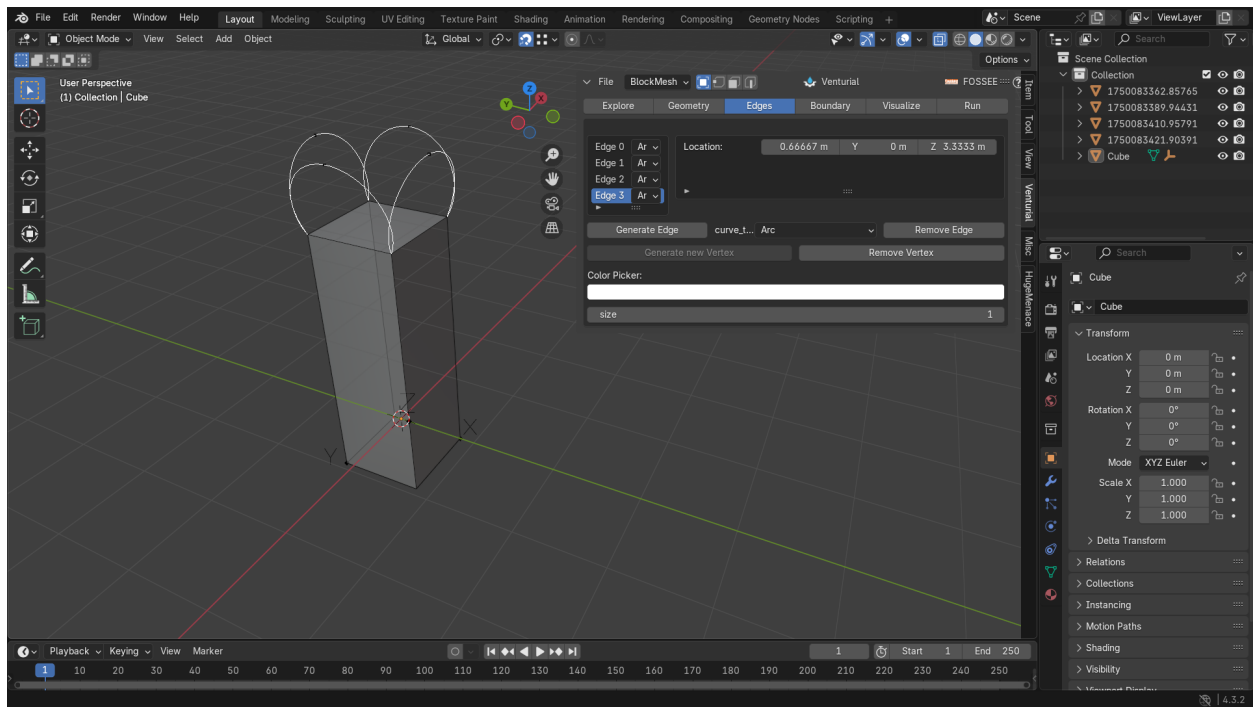 File Edit Render Window Help Layout Modeling Sculpting UV Editing Texture Paint Shading Animation Rendering Compositing Geometry Nodes Scripting + Scene ViewLayer
Object Mode View Select Add Object Global Search
Options
User Perspective
(1) Collection | Cube
Z
X
Y
File BlockMesh Venturial FOSSEE
Explore Geometry Edges Boundary Visualize Run
Edge 0 Ar
Edge 1 Ar
Edge 2 Ar
Edge 3 Ar
Location: 0.66667 m Y 0 m Z 3.3333 m
Generate Edge curve_t... Arc Remove Edge
Generate new Vertex Remove Vertex
Color Picker:
size 1
Item
Tool
View
Venturial
Misc
HugeMenace
Z
X
Y
Scene Collection
Collection
1750083362.85765
1750083389.94431
1750083410.95791
1750083421.90391
Cube
Search
Cube
Cube
Transform
Location X 0 m
Y 0 m
Z 0 m
Rotation X 0°
Y 0°
Z 0°
Mode XYZ Euler
Scale X 1.000
Y 1.000
Z 1.000
Delta Transform
Relations
Collections
Instancing
Motion Paths
Shading
Visibility
Viewport Display
Playback Keying View Marker 1 Start 1 End 250
1 10 20 30 40 50 60 70 80 90 100 110 120 130 140 150 160 170 180 190 200 210 220 230 240 250
4.3.2